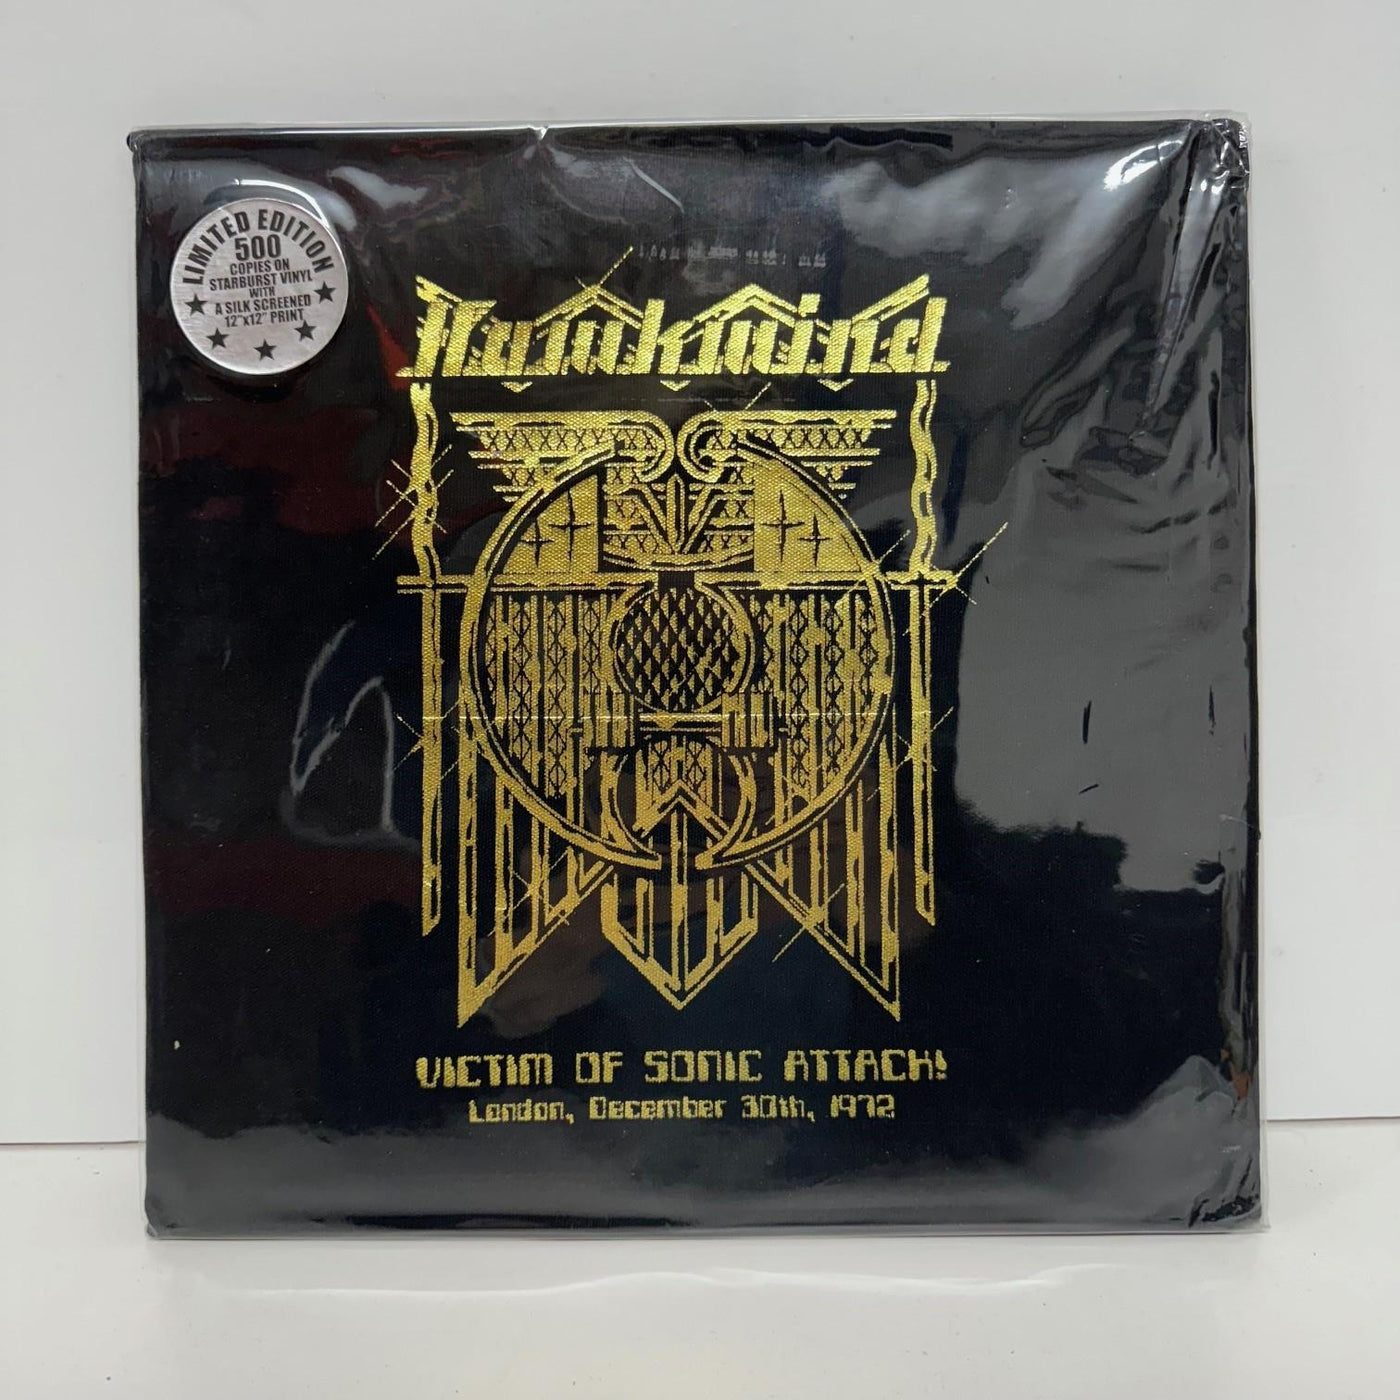 LIMITED EDITION
500
COPIES ON
STARBURST VINYL
WITH
A SILK SCREENED
12"x12" PRINT
Hawkwind
VICTIM OF SONIC ATTACK!
London, December 30th, 1972